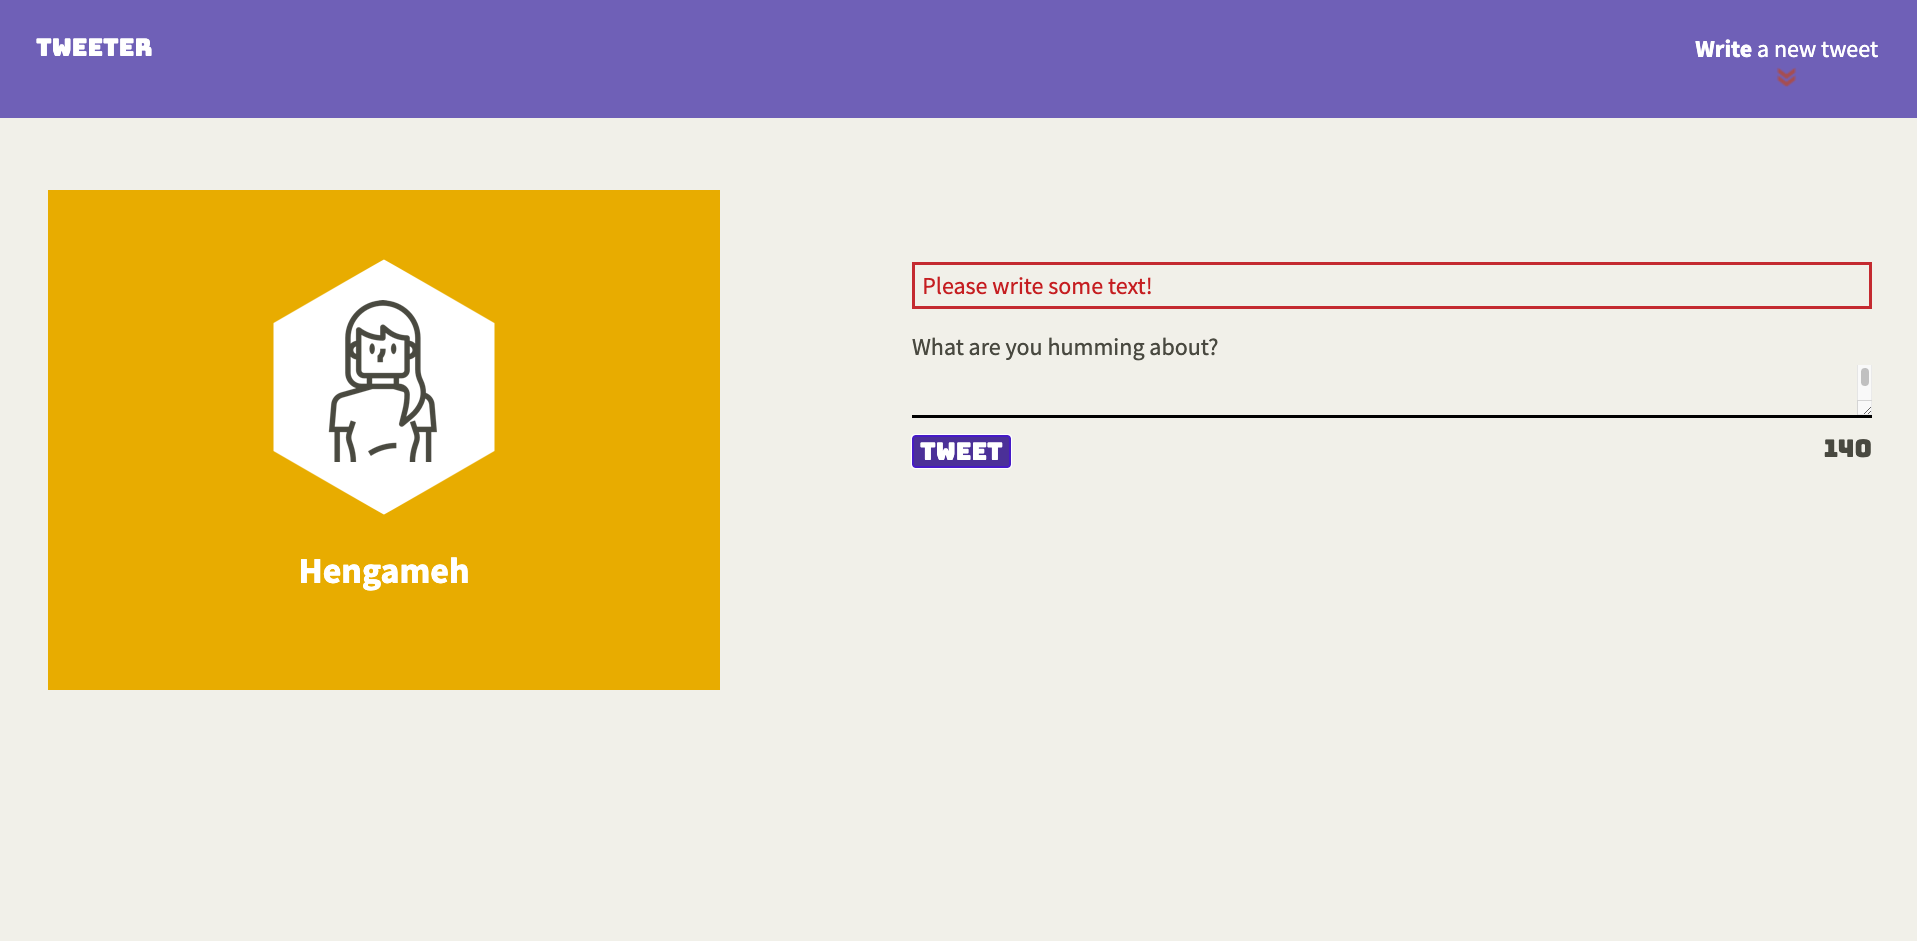 TWEETER
Write a new tweet
Hengameh
Please write some text!
What are you humming about?
TWEET
140